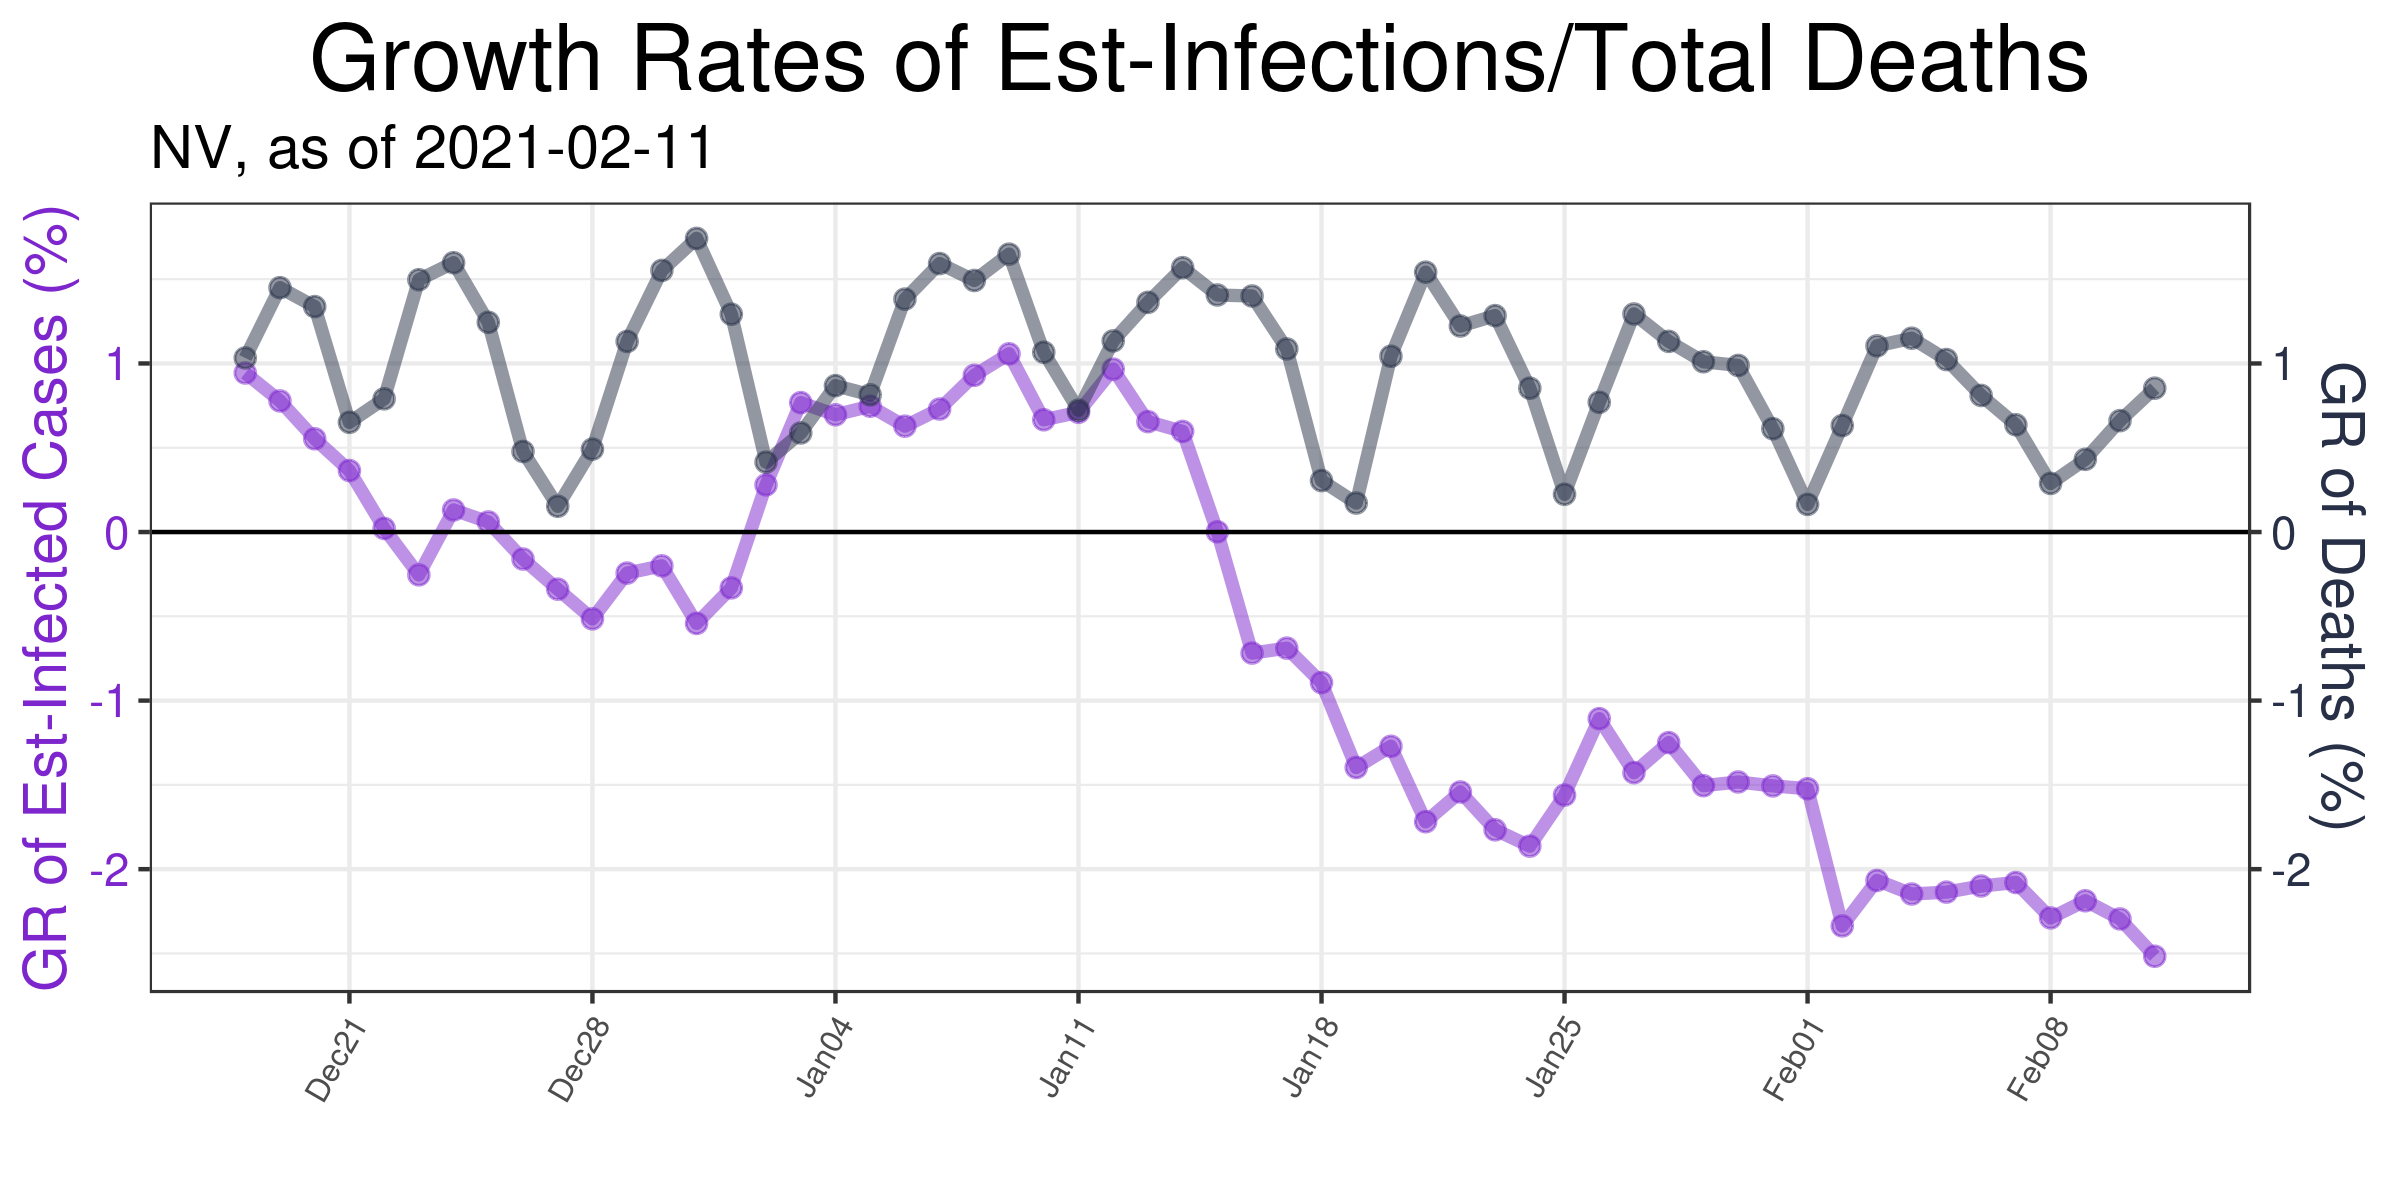 Growth Rates of Est-Infections/Total Deaths
NV, as of 2021-02-11
GR of Est-Infected Cases (%)
1
0
-1
-2
1
0
-1
-2
GR of Deaths (%)
Dec21
Dec28
Jan04
Jan11
Jan18
Jan25
Feb01
Feb08